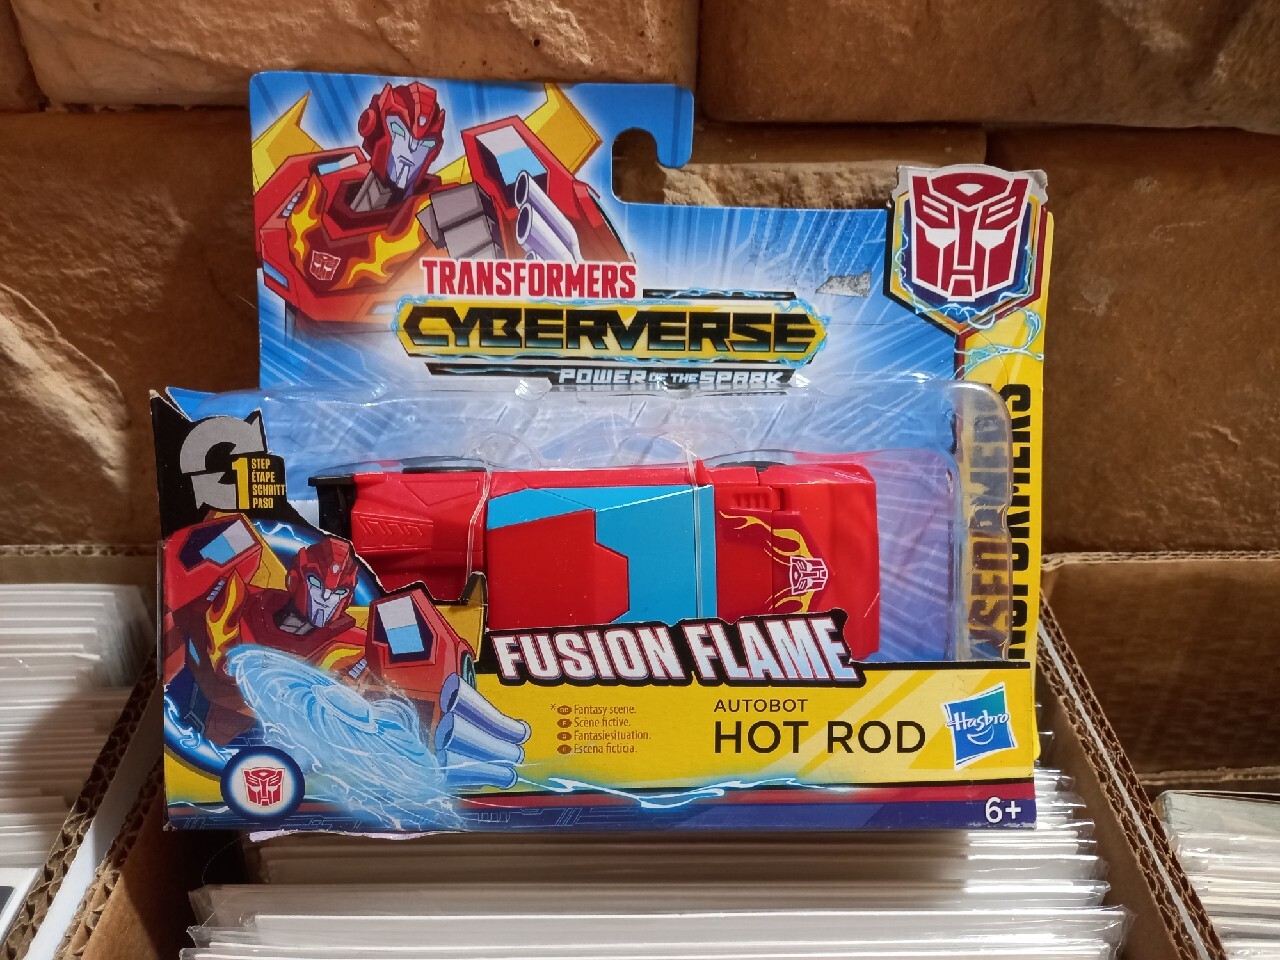 TRANSFORMERS
CYBERVERSE
POWER OF THE SPARK
TRANSFORMERS
1 STEP
ÉTAPE
SCHRITT
PASO
FUSION FLAME
* Fantasy scene.
Scène fictive.
Fantasiesituation.
Escena ficticia.
AUTOBOT
HOT ROD
Hasbro
6+